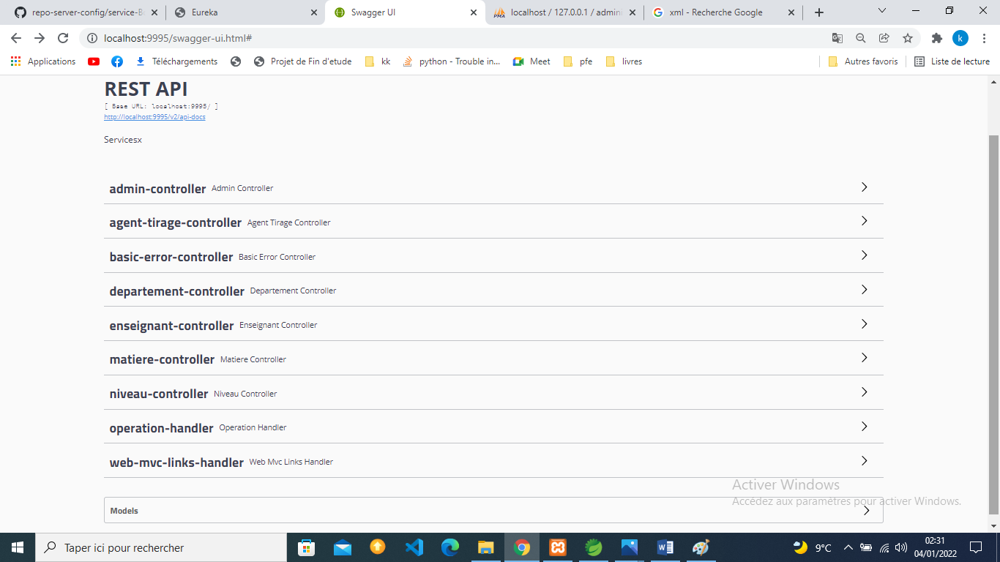 repo-server-config/service-B
Eureka
Swagger UI
localhost / 127.0.0.1 / admini
xml - Recherche Google
localhost:9995/swagger-ui.html#
k
Applications
Téléchargements
Projet de Fin d'etude
kk
python - Trouble in...
Meet
pfe
livres
Autres favoris
Liste de lecture
REST API
[ Base URL: localhost:9995/ ]
http://localhost:9995/v2/api-docs
Servicesx
admin-controller Admin Controller
agent-tirage-controller Agent Tirage Controller
basic-error-controller Basic Error Controller
departement-controller Departement Controller
enseignant-controller Enseignant Controller
matiere-controller Matiere Controller
niveau-controller Niveau Controller
operation-handler Operation Handler
web-mvc-links-handler Web Mvc Links Handler
Activer Windows
Accédez aux paramètres pour activer Windows.
Models
Taper ici pour rechercher
9°C
02:31
04/01/2022